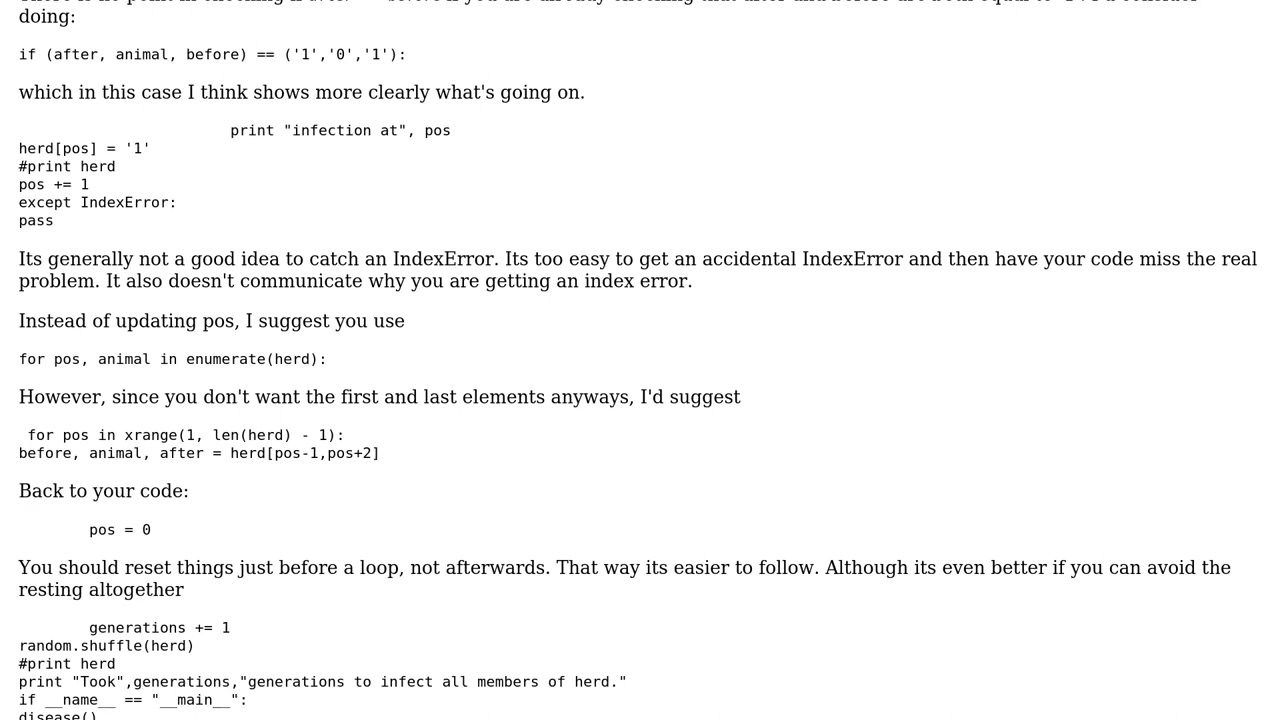 doing:
if (after, animal, before) == ('1','0','1'):
which in this case I think shows more clearly what's going on.
print "infection at", pos
herd[pos] = '1'
#print herd
pos += 1
except IndexError:
pass
Its generally not a good idea to catch an IndexError. Its too easy to get an accidental IndexError and then have your code miss the real
problem. It also doesn't communicate why you are getting an index error.
Instead of updating pos, I suggest you use
for pos, animal in enumerate(herd):
However, since you don't want the first and last elements anyways, I'd suggest
for pos in xrange(1, len(herd) - 1):
before, animal, after = herd[pos-1,pos+2]
Back to your code:
pos = 0
You should reset things just before a loop, not afterwards. That way its easier to follow. Although its even better if you can avoid the
resting altogether
generations += 1
random.shuffle(herd)
#print herd
print "Took",generations,"generations to infect all members of herd."
if __name__ == "__main__":
disease()